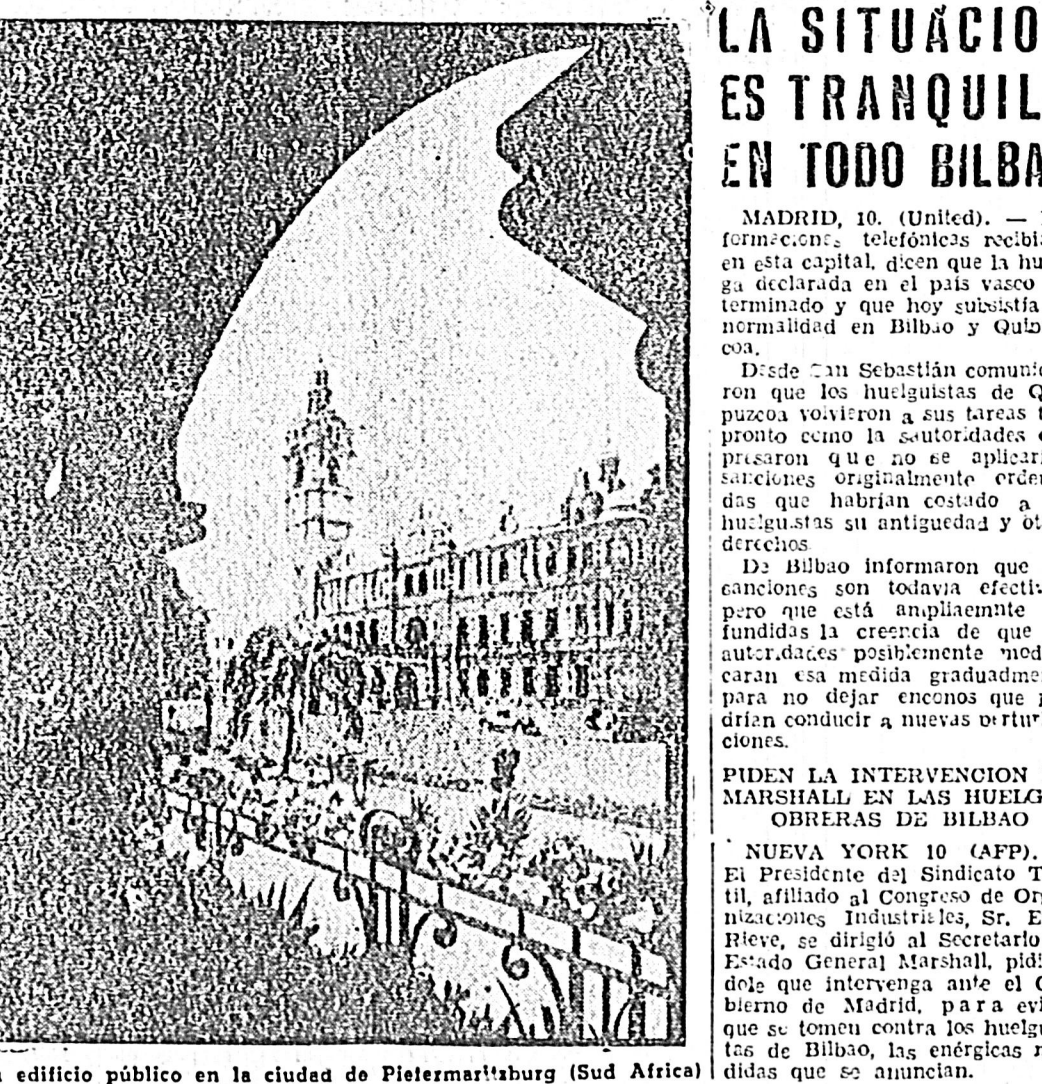 LA SITUACIO
ES TRANQUIL
EN TODO BILBA
MADRID, 10. (United). —
formaciones telefónicas recibi
en esta capital, dicen que la hu
ga declarada en el país vasco
terminado y que hoy subsistía
normalidad en Bilbao y Quip
coa.
Desde San Sebastián comunic
ron que los huelguistas de G
puzcoa volvieron a sus tareas t
pronto como la sautoridades e
presaron que no se aplicari
sanciones originalmente orde
das que habrían costado a
huelguistas su antiguedad y ot
derechos
De Bilbao informaron que
sanciones son todavia efectiv
pero que está ampliaemnte
fundidas la creencia de que
autoridades posiblemente mod
caran esa medida graduadme
para no dejar enconos que p
drían conducir a nuevas
ciones.
PIDEN LA INTERVENCION
MARSHALL EN LAS HUELG
OBRERAS DE BILBAO
NUEVA YORK 10 (AFP).
El Presidente del Sindicato T
til, afiliado al Congreso de Or
nizaciones Industriales, Sr. E
Rieve, se dirigió al Secretario
Estado General Marshall, pidi
dole que intervenga ante el G
bierno de Madrid, para evi
que se tomen contra los huelgu
tas de Bilbao, las enérgicas
didas que se anuncian.
edificio público en la ciudad de Pietermaritzburg (Sud Africa)